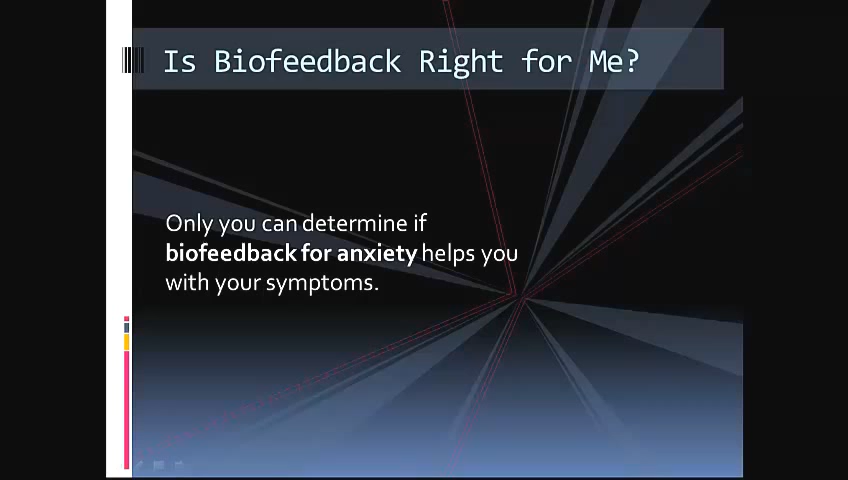 Is Biofeedback Right for Me?
Only you can determine if
biofeedback for anxiety helps you
with your symptoms.